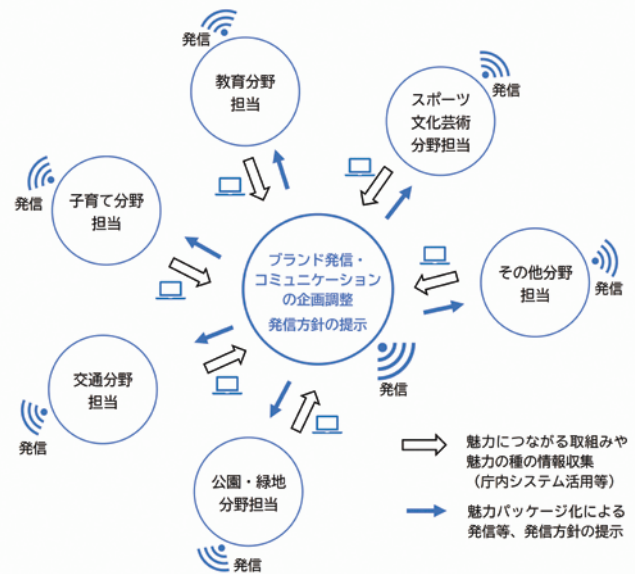 発信
教育分野
担当
発信
スポーツ
文化芸術
分野担当
発信
子育て分野
担当
ブランド発信・
コミュニケーション
の企画調整
発信方針の提示
その他分野
担当
発信
発信
交通分野
担当
発信
公園・緑地
分野担当
発信
魅力につながる取組みや
魅力の種の情報収集
（庁内システム活用等）
魅力パッケージ化による
発信等、発信方針の提示